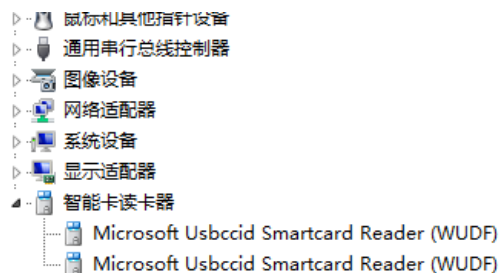 鼠标和其他指针设备
通用串行总线控制器
图像设备
网络适配器
系统设备
显示适配器
智能卡读卡器
Microsoft Usbccid Smartcard Reader (WUDF)
Microsoft Usbccid Smartcard Reader (WUDF)